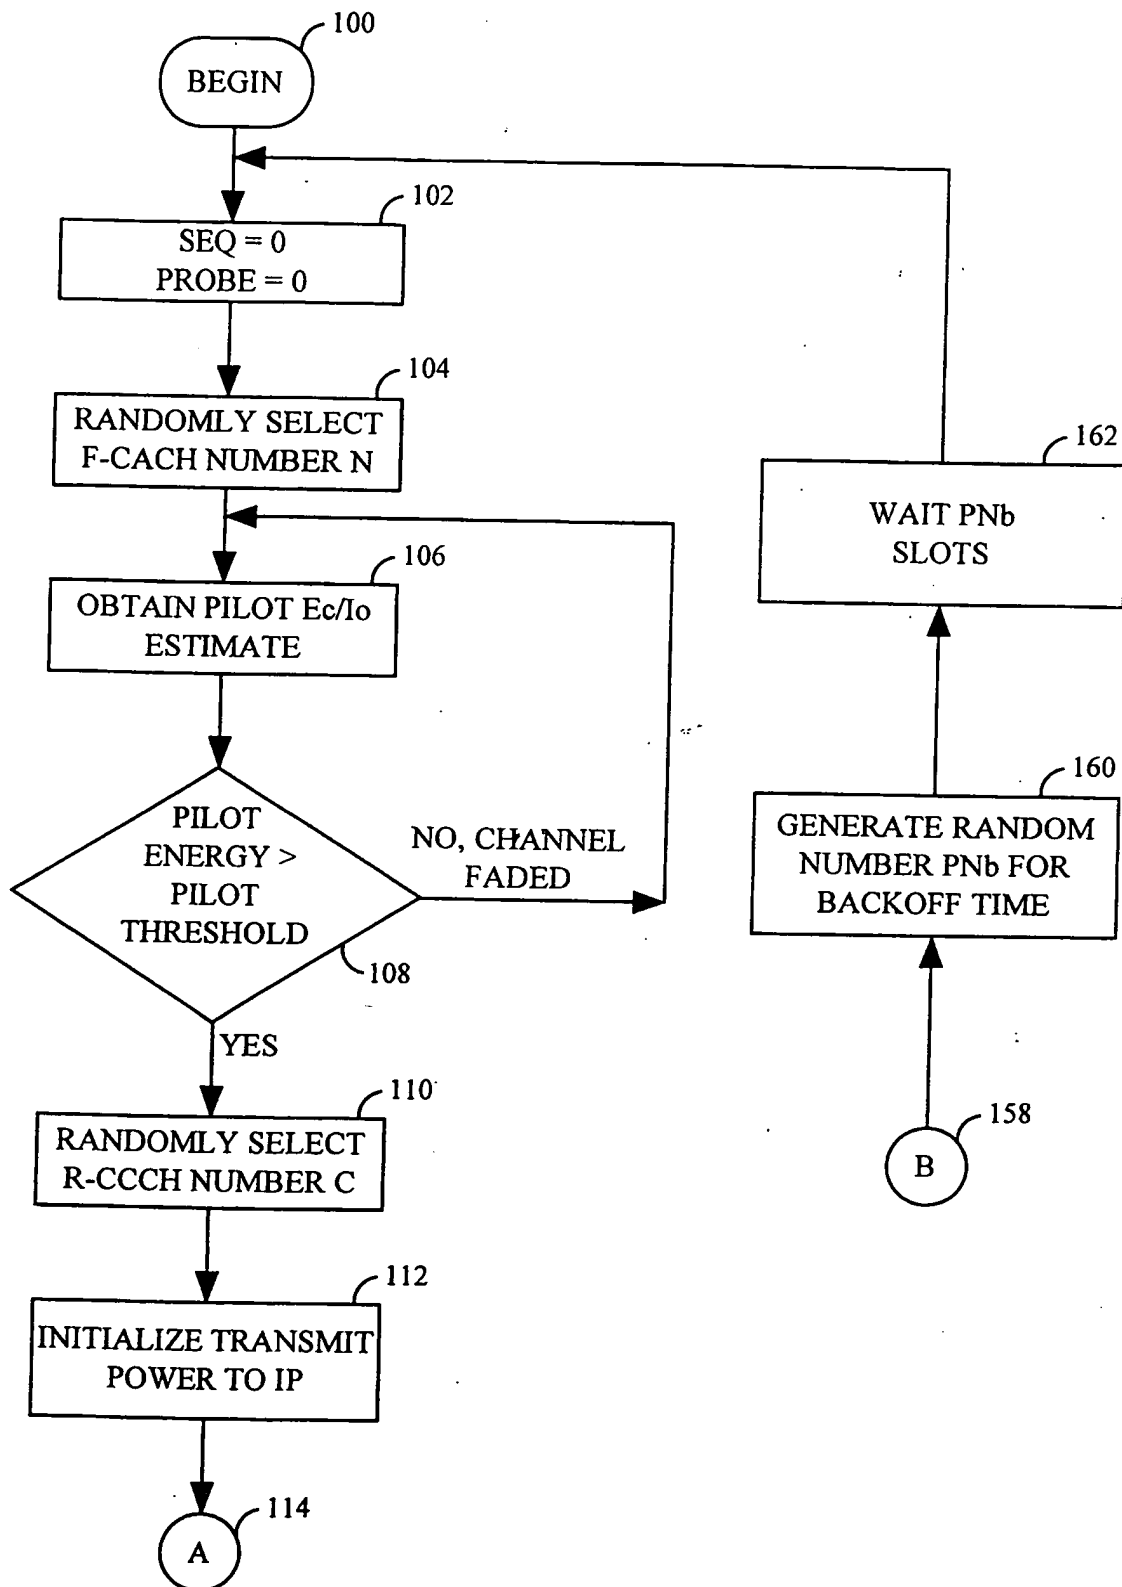 100
BEGIN
102
SEQ = 0
PROBE = 0
104
RANDOMLY SELECT
F-CACH NUMBER N
106
OBTAIN PILOT Ec/Io
ESTIMATE
PILOT
ENERGY >
PILOT
THRESHOLD
NO, CHANNEL
FADED
108
YES
110
RANDOMLY SELECT
R-CCCH NUMBER C
112
INITIALIZE TRANSMIT
POWER TO IP
114
A
162
WAIT PNb
SLOTS
160
GENERATE RANDOM
NUMBER PNb FOR
BACKOFF TIME
158
B